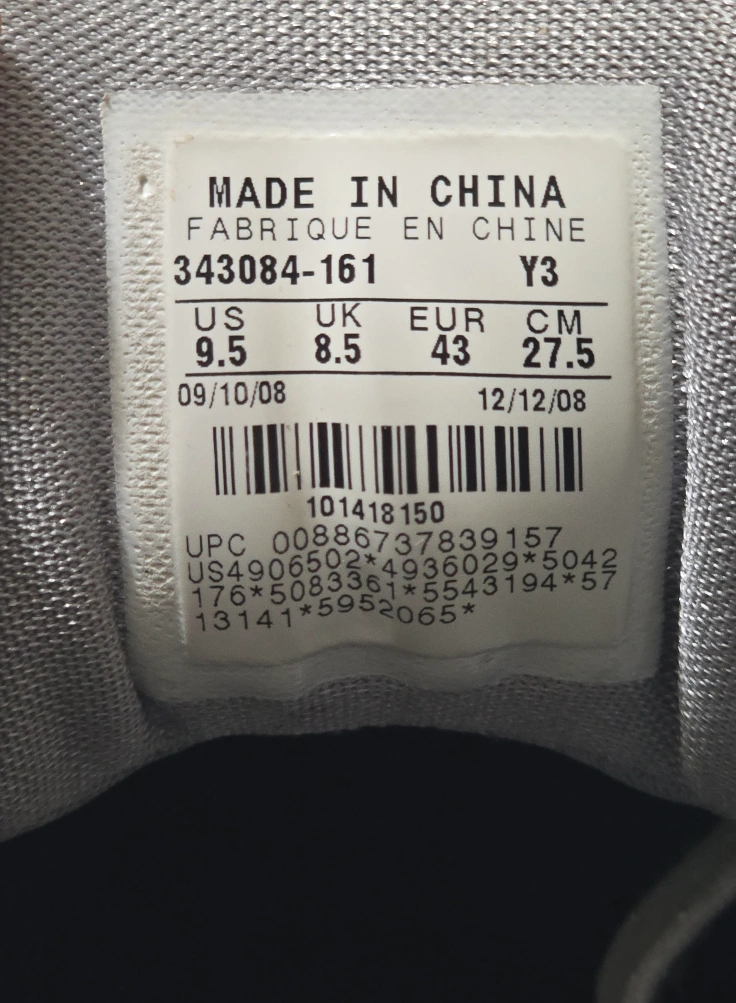 MADE IN CHINA
FABRIQUE EN CHINE
343084-161 Y3
US UK EUR CM
9.5 8.5 43 27.5
09/10/08 12/12/08
101418150
UPC 00886737839157
US4906502*4936029*5042
176*5083361*5543194*57
13141*5952065*